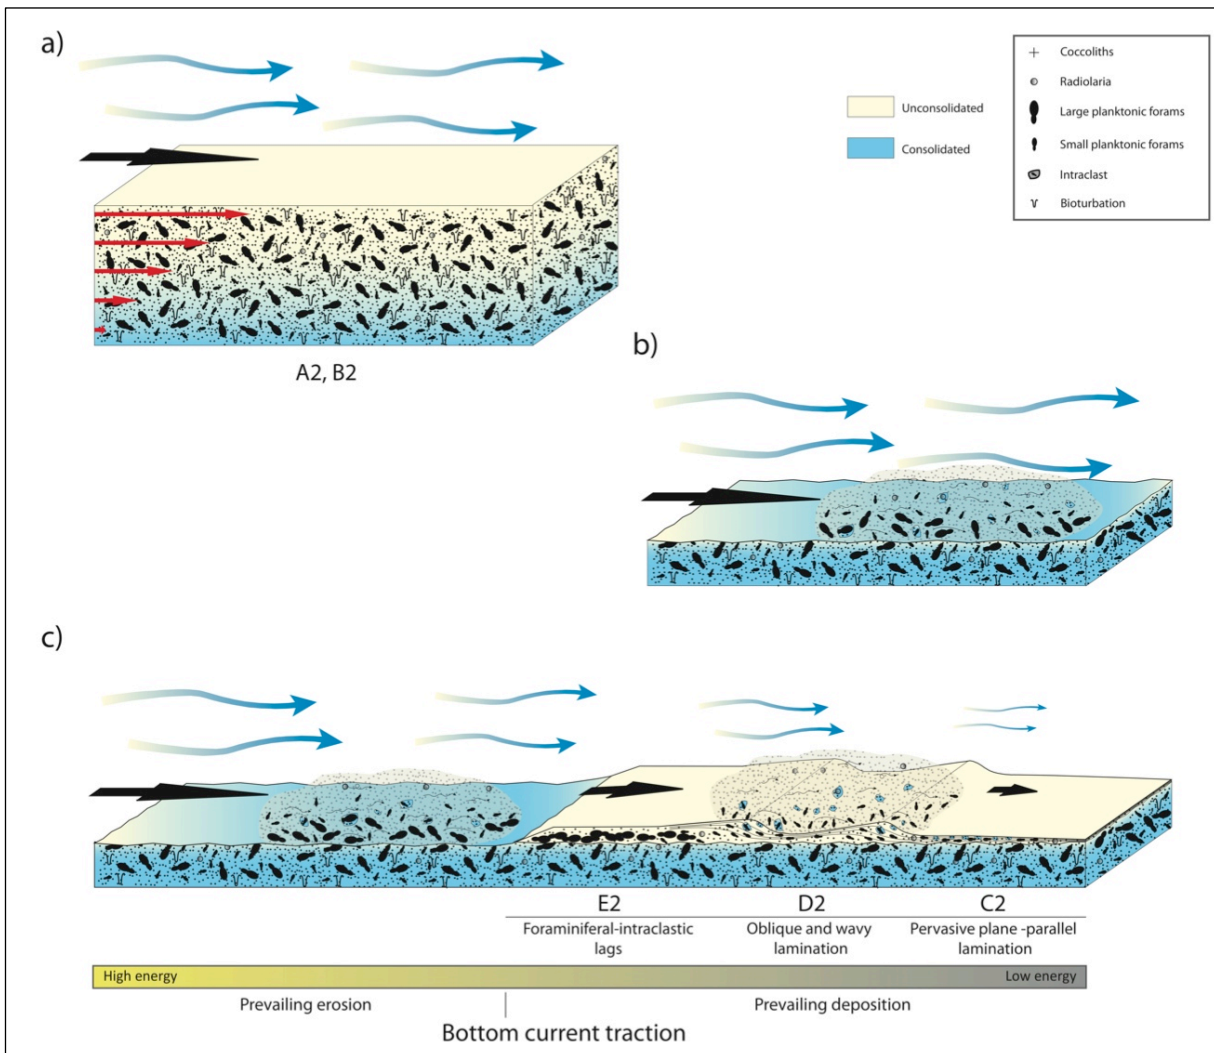 a)
Unconsolidated
Consolidated
Coccoliths
Radiolaria
Large planktonic forams
Small planktonic forams
Intraclast
Bioturbation
A2, B2
b)
c)
E2
D2
C2
Foraminiferal-intraclastic
lags
Oblique and wavy
lamination
Pervasive plane -parallel
lamination
High energy
Low energy
Prevailing erosion
Prevailing deposition
Bottom current traction